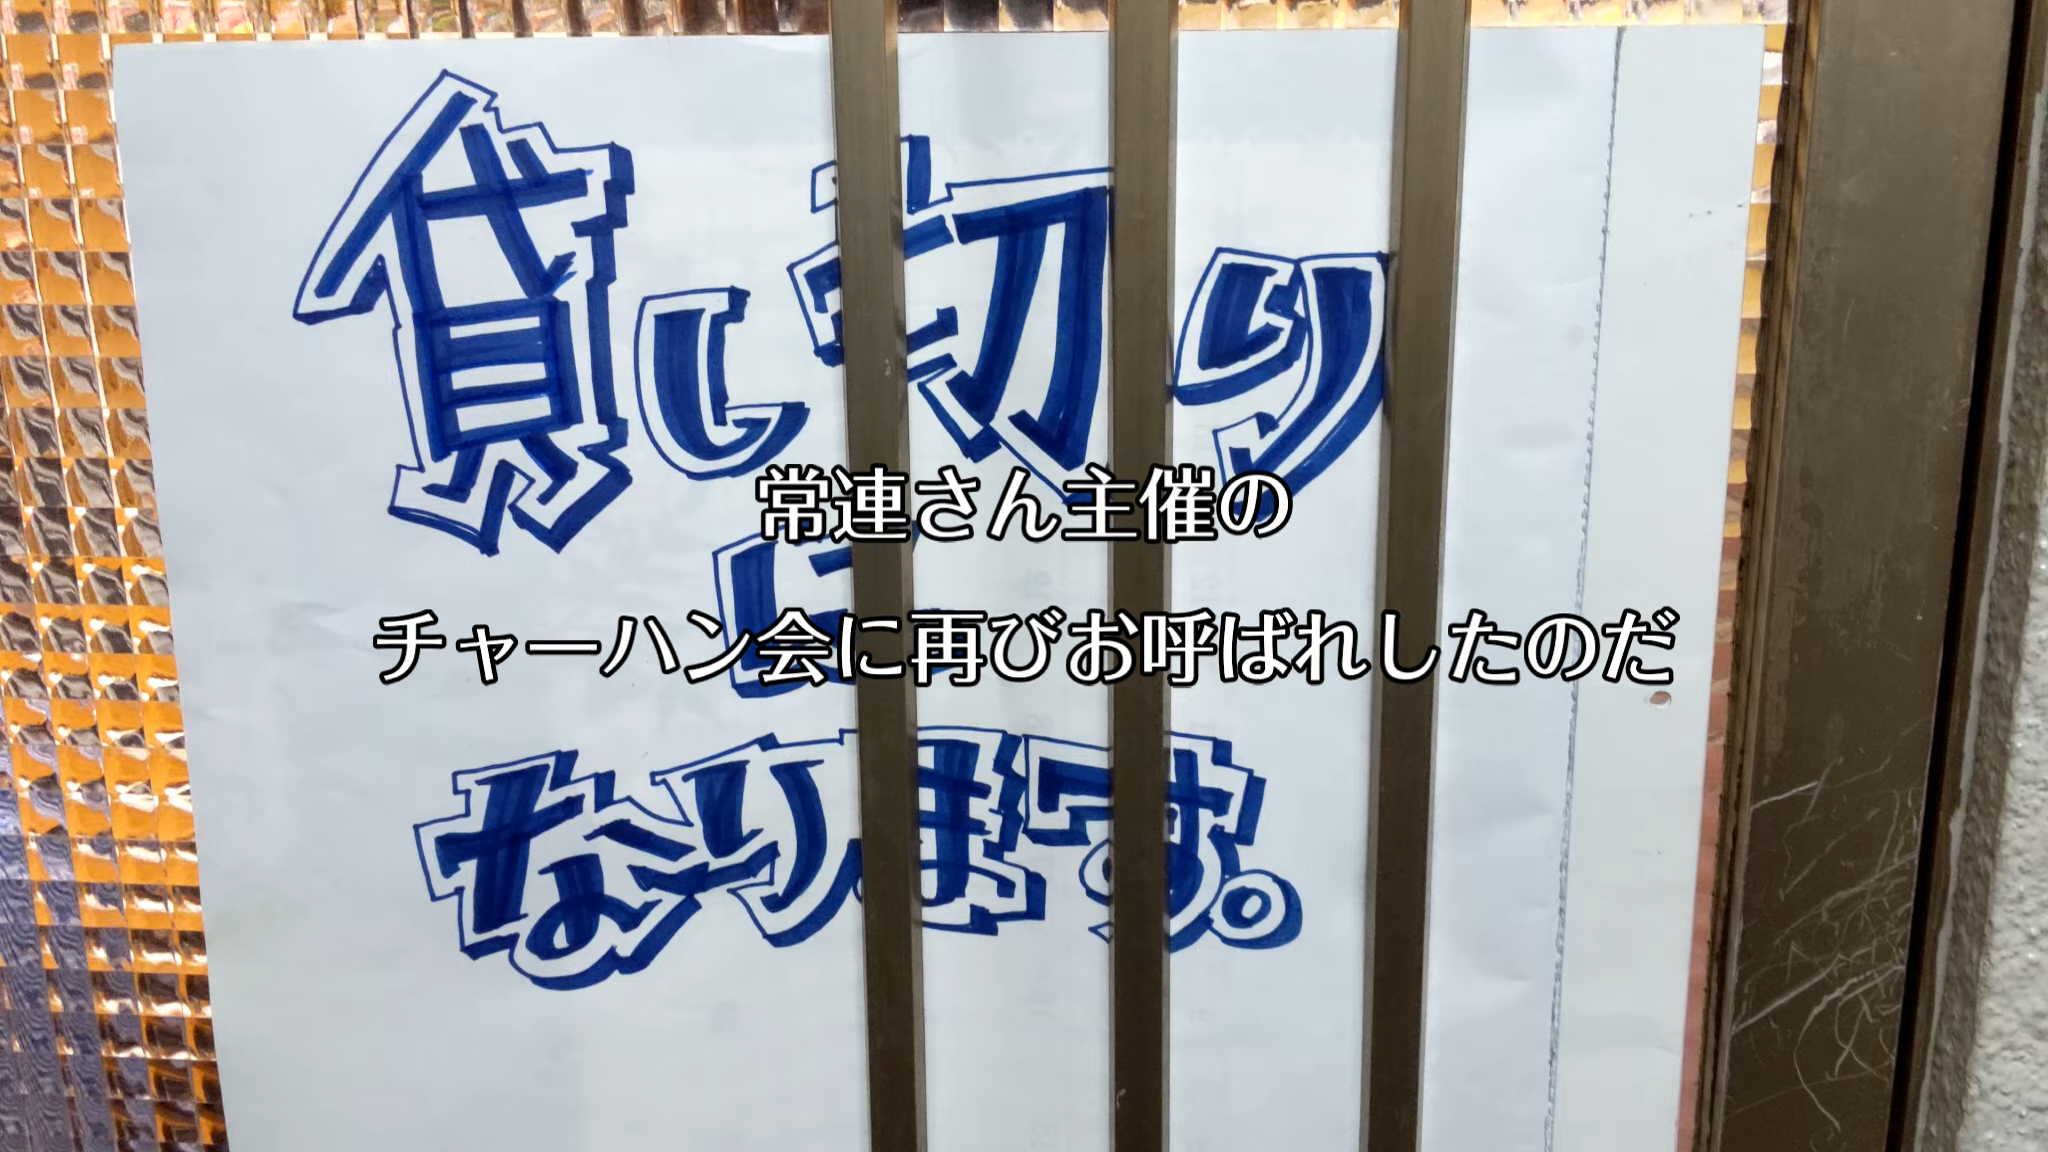 貸し切り
に
なります。
常連さん主催の
チャーハン会に再びお呼ばれしたのだ